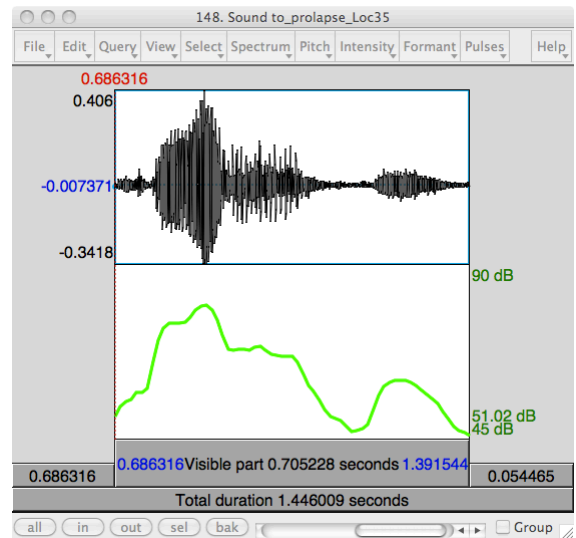 148. Sound to_prolapse_Loc35
File Edit Query View Select Spectrum Pitch Intensity Formant Pulses Help
0.686316
0.406
-0.007371
-0.3418
90 dB
51.02 dB
45 dB
0.686316 Visible part 0.705228 seconds 1.391544
0.686316 0.054465
Total duration 1.446009 seconds
all in out sel bak Group